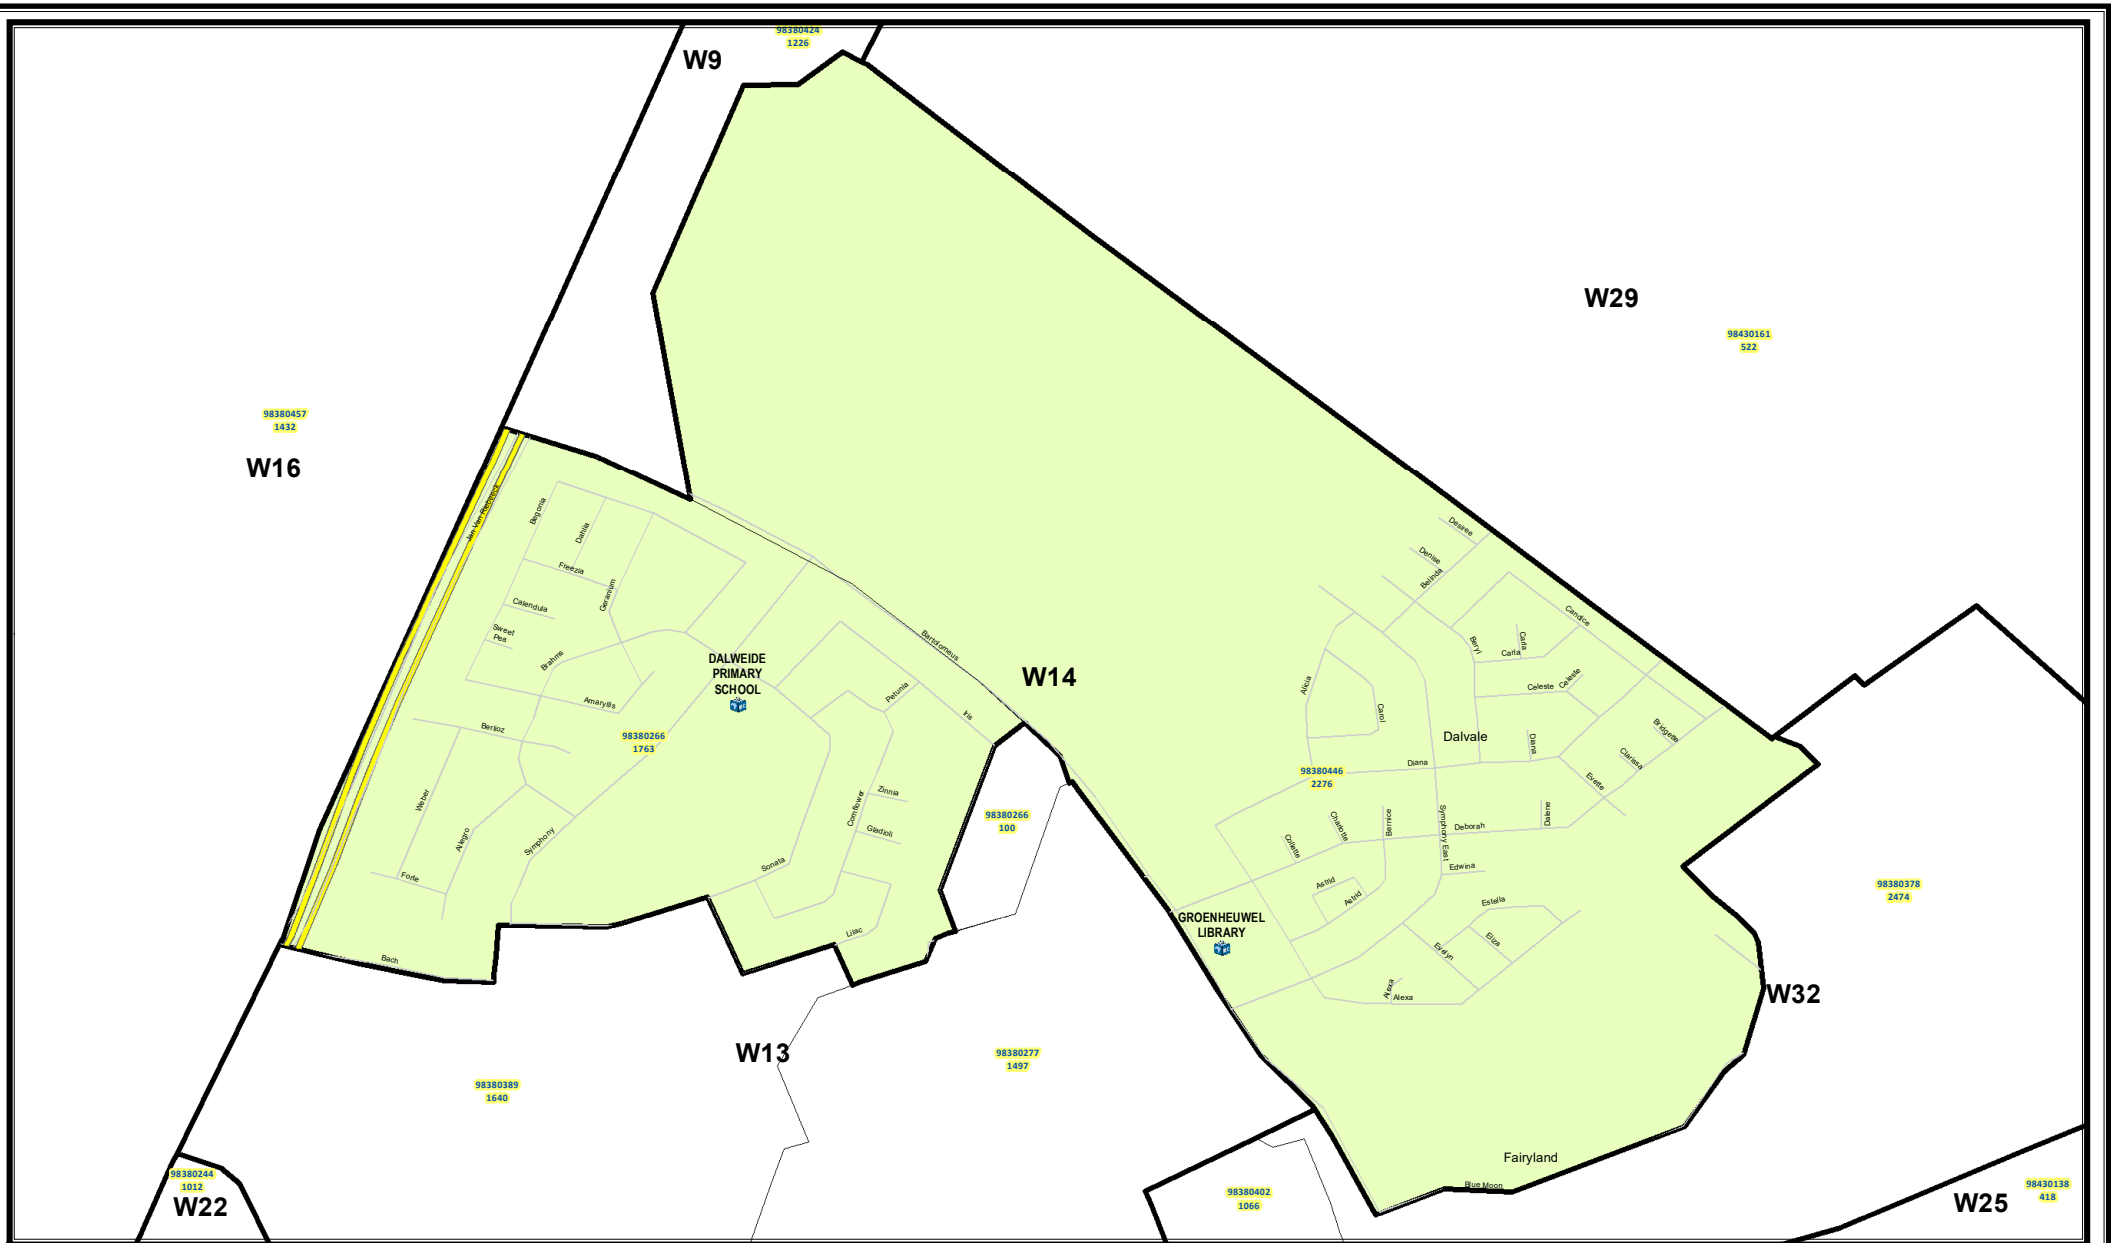 98380424
1226
W9
W29
98430161
522
98380457
1432
W16
Jan Van Riebeeck
Begonia
Dahlia
Freezia
Geranium
Calendula
Sweet
Pea
Brahms
Amaryllis
Berlioz
Weber
Allegro
Symphony
Forte
Bach
DALWEIDE
PRIMARY
SCHOOL
98380266
1763
Bartolomeus
Petunia
Iris
Zinnia
Cornflower
Gladioli
Sonata
Lilac
W14
98380266
100
Desiree
Denise
Belinda
Candice
Beryl
Carla
Carla
Celeste
Celeste
Alicia
Carol
Dalvale
Diana
Diana
Bridgette
Clarissa
Evette
98380446
2276
Charlotte
Collette
Bernice
Symphony East
Deborah
Dalene
Edwina
Astrid
Astrid
Estella
Eliza
Evelyn
Alexa
Alexa
GROENHEUWEL
LIBRARY
98380378
2474
W32
W13
98380277
1497
98380389
1640
98380244
1012
W22
98380402
1066
Fairyland
Blue Moon
W25
98430138
418